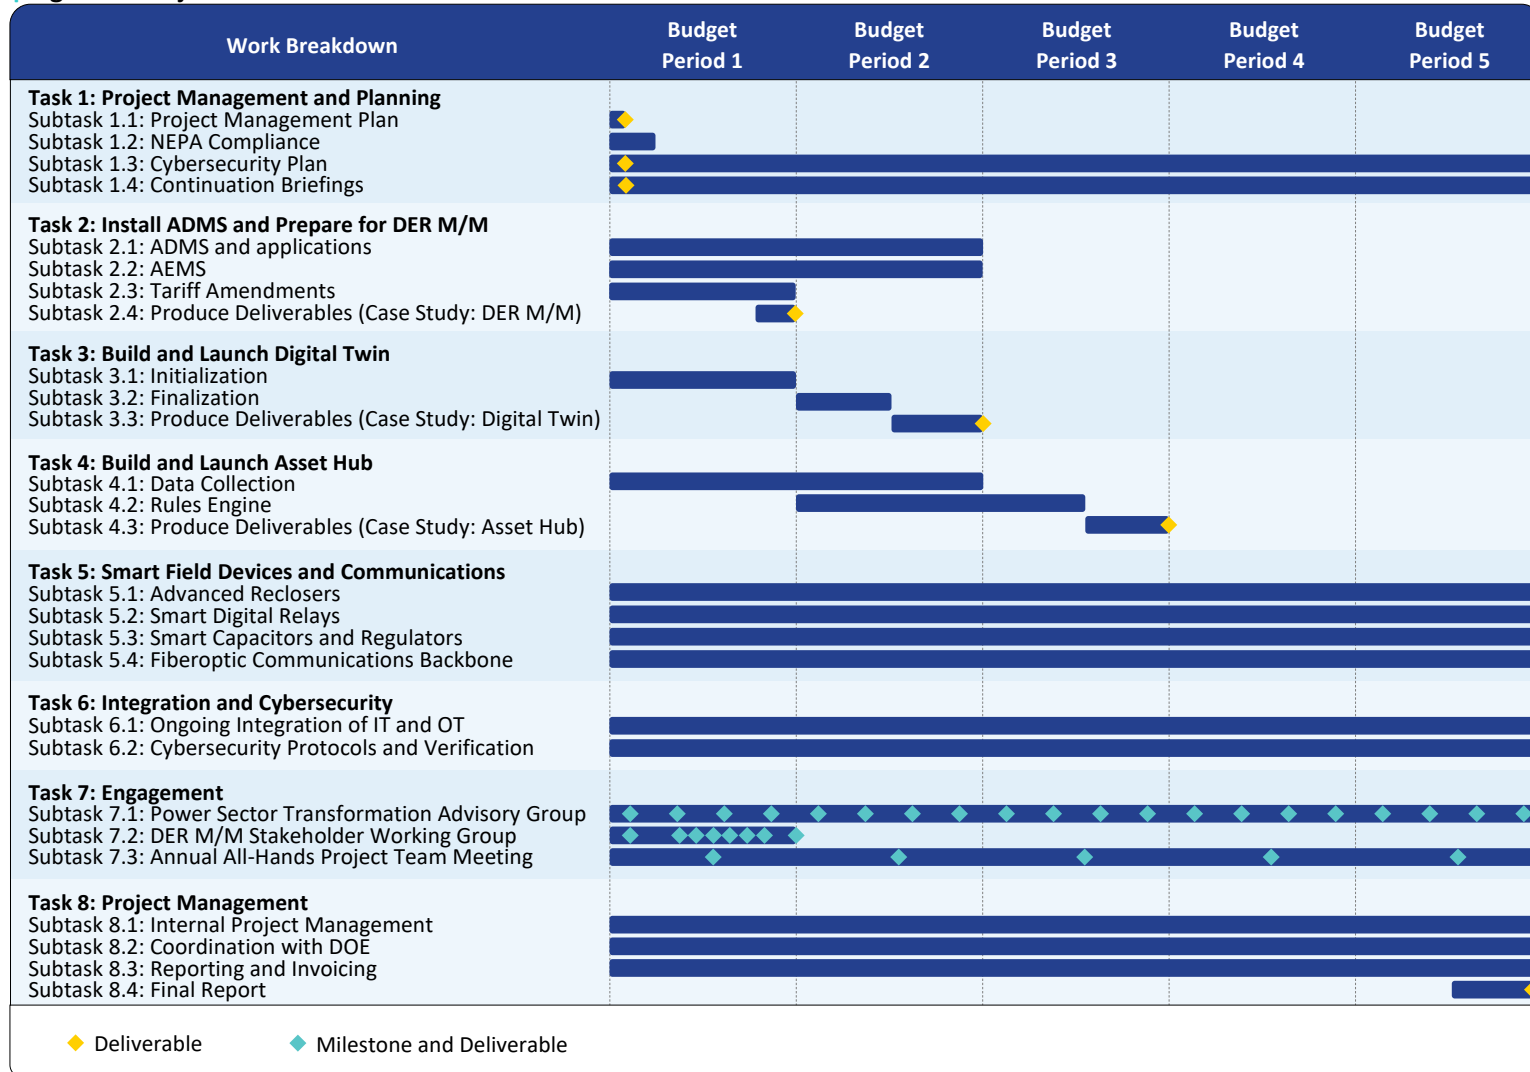 Work Breakdown
Budget Period 1
Budget Period 2
Budget Period 3
Budget Period 4
Budget Period 5
Task 1: Project Management and Planning
Subtask 1.1: Project Management Plan
Subtask 1.2: NEPA Compliance
Subtask 1.3: Cybersecurity Plan
Subtask 1.4: Continuation Briefings
Task 2: Install ADMS and Prepare for DER M/M
Subtask 2.1: ADMS and applications
Subtask 2.2: AEMS
Subtask 2.3: Tariff Amendments
Subtask 2.4: Produce Deliverables (Case Study: DER M/M)
Task 3: Build and Launch Digital Twin
Subtask 3.1: Initialization
Subtask 3.2: Finalization
Subtask 3.3: Produce Deliverables (Case Study: Digital Twin)
Task 4: Build and Launch Asset Hub
Subtask 4.1: Data Collection
Subtask 4.2: Rules Engine
Subtask 4.3: Produce Deliverables (Case Study: Asset Hub)
Task 5: Smart Field Devices and Communications
Subtask 5.1: Advanced Reclosers
Subtask 5.2: Smart Digital Relays
Subtask 5.3: Smart Capacitors and Regulators
Subtask 5.4: Fiberoptic Communications Backbone
Task 6: Integration and Cybersecurity
Subtask 6.1: Ongoing Integration of IT and OT
Subtask 6.2: Cybersecurity Protocols and Verification
Task 7: Engagement
Subtask 7.1: Power Sector Transformation Advisory Group
Subtask 7.2: DER M/M Stakeholder Working Group
Subtask 7.3: Annual All-Hands Project Team Meeting
Task 8: Project Management
Subtask 8.1: Internal Project Management
Subtask 8.2: Coordination with DOE
Subtask 8.3: Reporting and Invoicing
Subtask 8.4: Final Report
Deliverable
Milestone and Deliverable